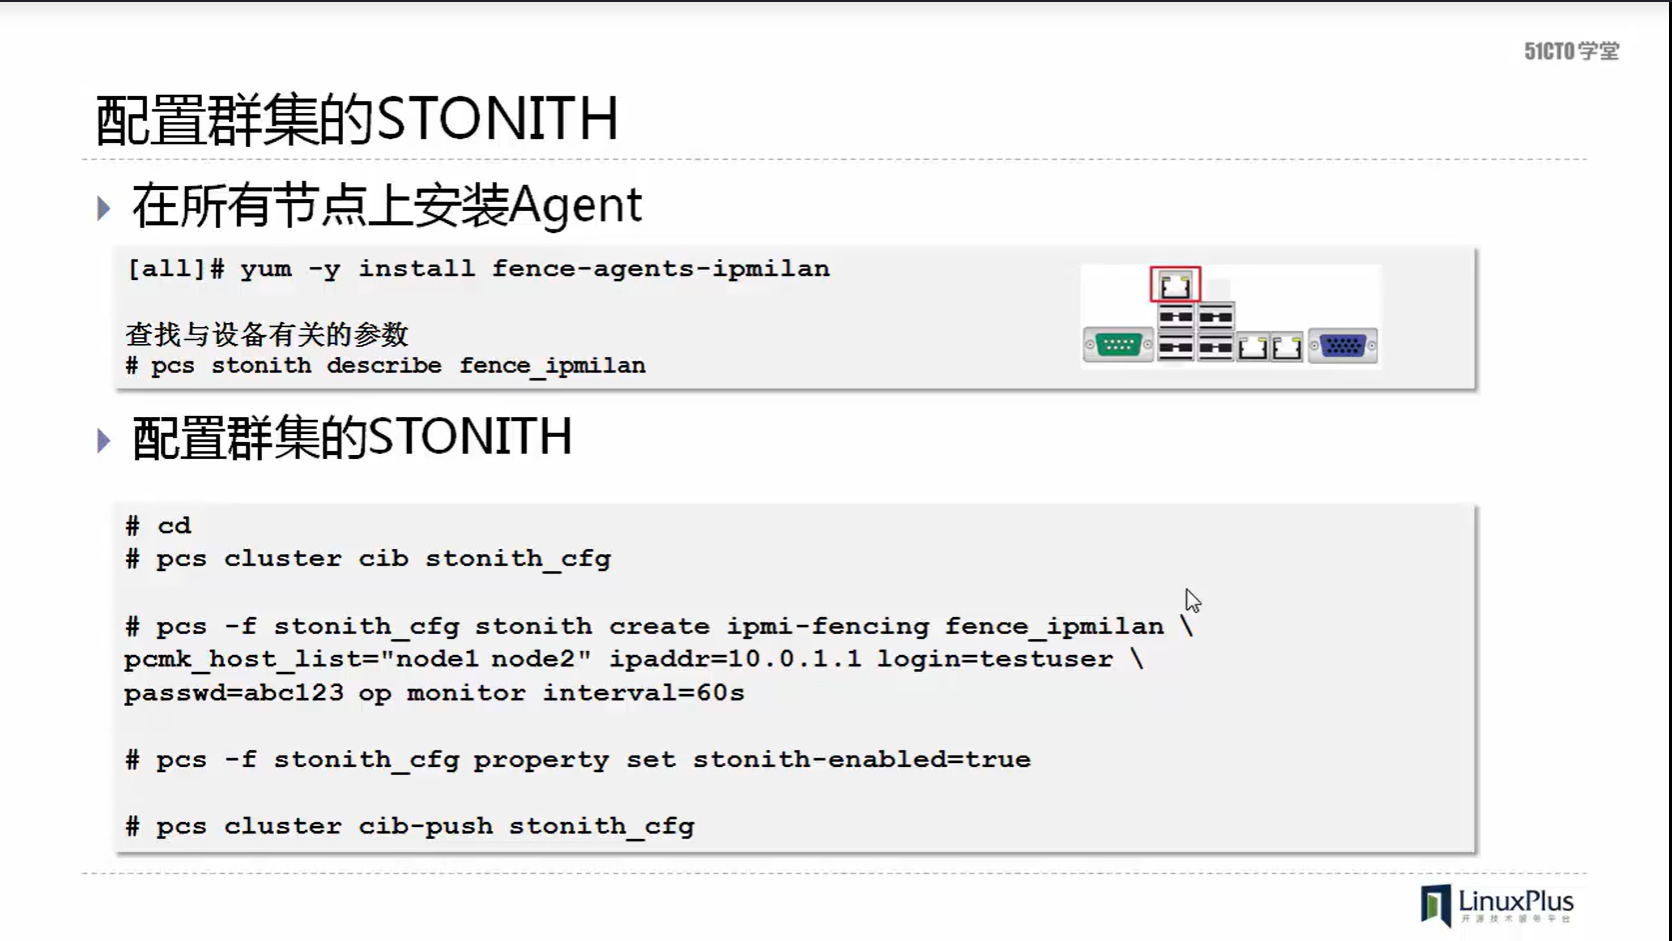 51CTO学堂
配置群集的STONITH
在所有节点上安装Agent
[all]# yum -y install fence-agents-ipmilan
查找与设备有关的参数
# pcs stonith describe fence_ipmilan
配置群集的STONITH
# cd
# pcs cluster cib stonith_cfg
# pcs -f stonith_cfg stonith create ipmi-fencing fence_ipmilan \
pcmk_host_list="node1 node2" ipaddr=10.0.1.1 login=testuser \
passwd=abc123 op monitor interval=60s
# pcs -f stonith_cfg property set stonith-enabled=true
# pcs cluster cib-push stonith_cfg
LinuxPlus
开源技术服务平台